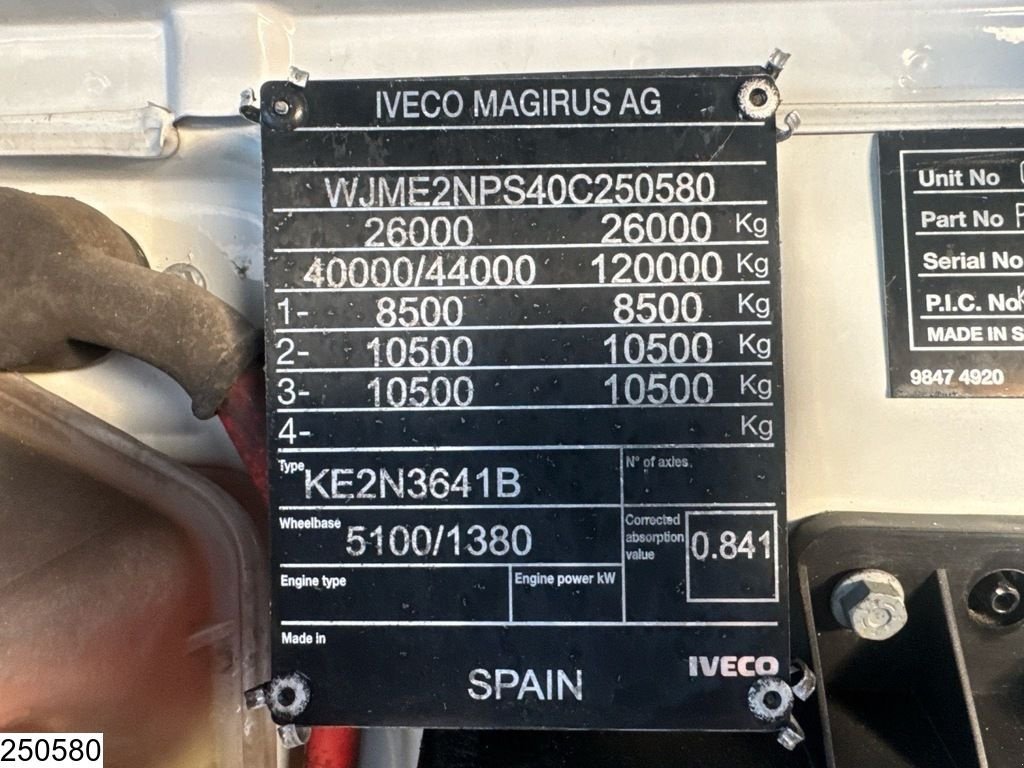 IVECO MAGIRUS AG
WJME2NPS40C250580
26000 26000 Kg
40000/44000 120000 Kg
1- 8500 8500 Kg
2- 10500 10500 Kg
3- 10500 10500 Kg
4- Kg
Type KE2N3641B
N° of axles
Wheelbase 5100/1380
Corrected absorption value 0.841
Engine type
Engine power kW
Made in
SPAIN
IVECO
Unit No
Part No
Serial No
P.I.C. No
MADE IN
9847 4920
250580